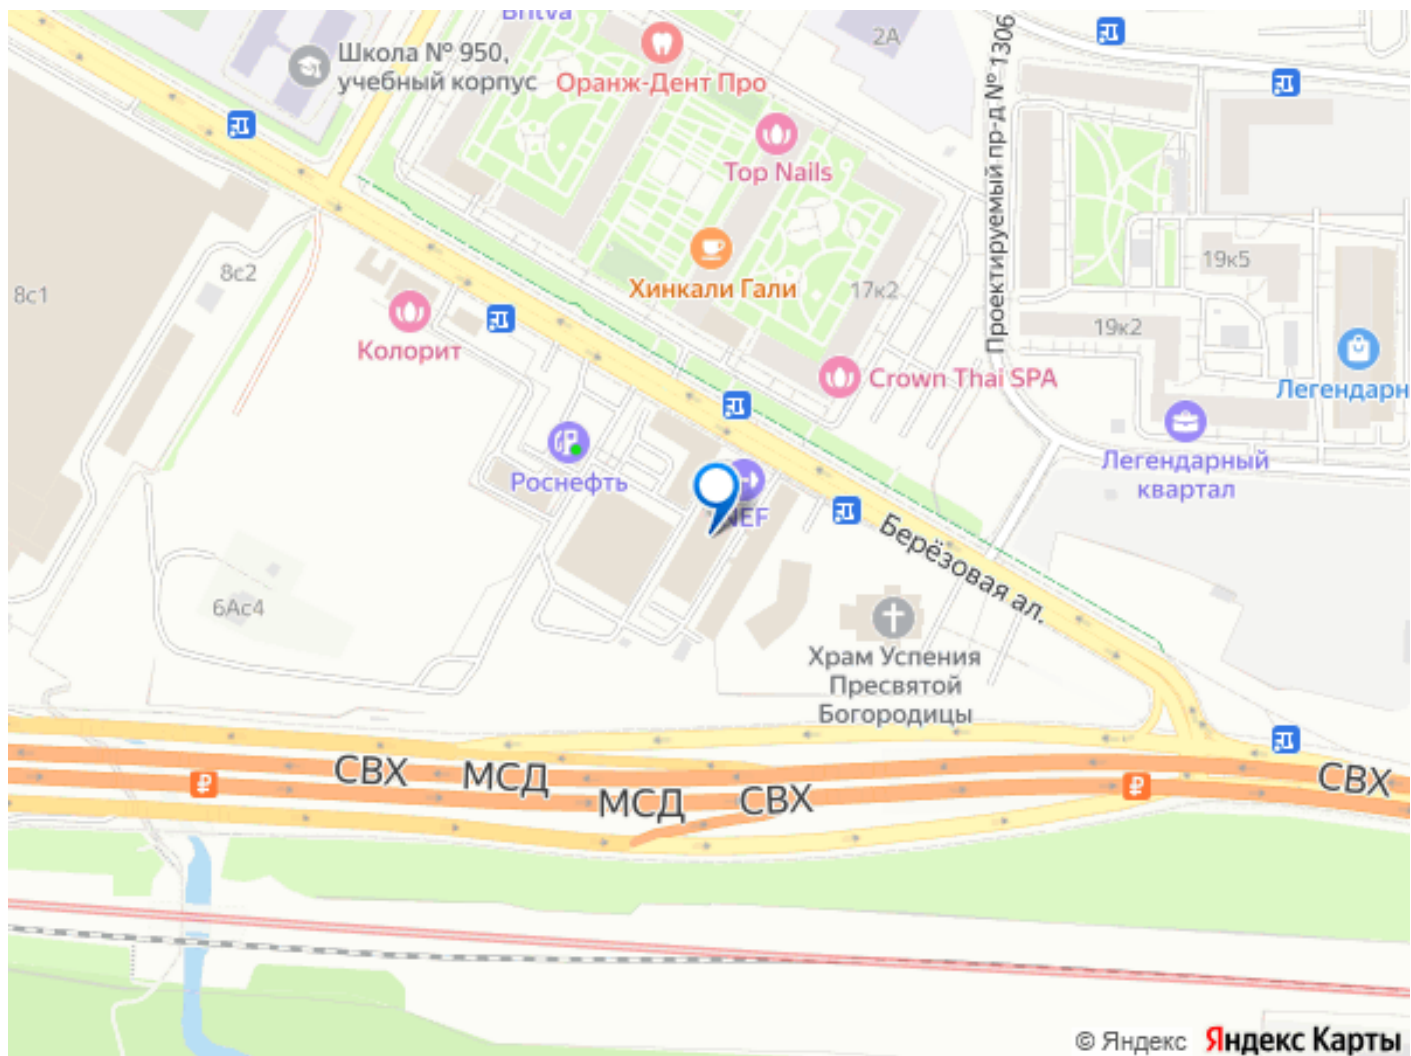 Britva
2А
Школа № 950,
учебный корпус
Оранж-Дент Про
Проектируемый пр-д № 1306
Top Nails
8с2
8с1
19к5
Хинкали Гали
17к2
19к2
Колорит
Crown Thai SPA
Легендарн
Роснефть
Легендарный
квартал
NEF
Берёзовая ал.
6Ас4
Храм Успения
Пресвятой
Богородицы
СВХ
МСД
МСД
СВХ
СВХ
© Яндекс
Яндекс Карты